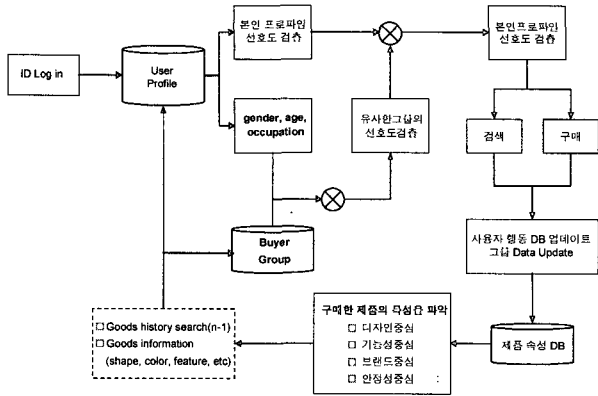 ID Log in
User
Profile
본인 프로파일
선호도 검출
본인프로파일
선호도 검출
gender, age,
occupation
유사한그룹의
선호도검출
검색
구매
Buyer
Group
사용자 행동 DB 업데이트
그룹 Data Update
구매한 제품의 특성을 파악
□ 디자인중심
□ 기능성중심
□ 브랜드중심
□ 안정성중심 :
제품 속성 DB
□ Goods history search(n-1)
□ Goods information
(shape, color, feature, etc)